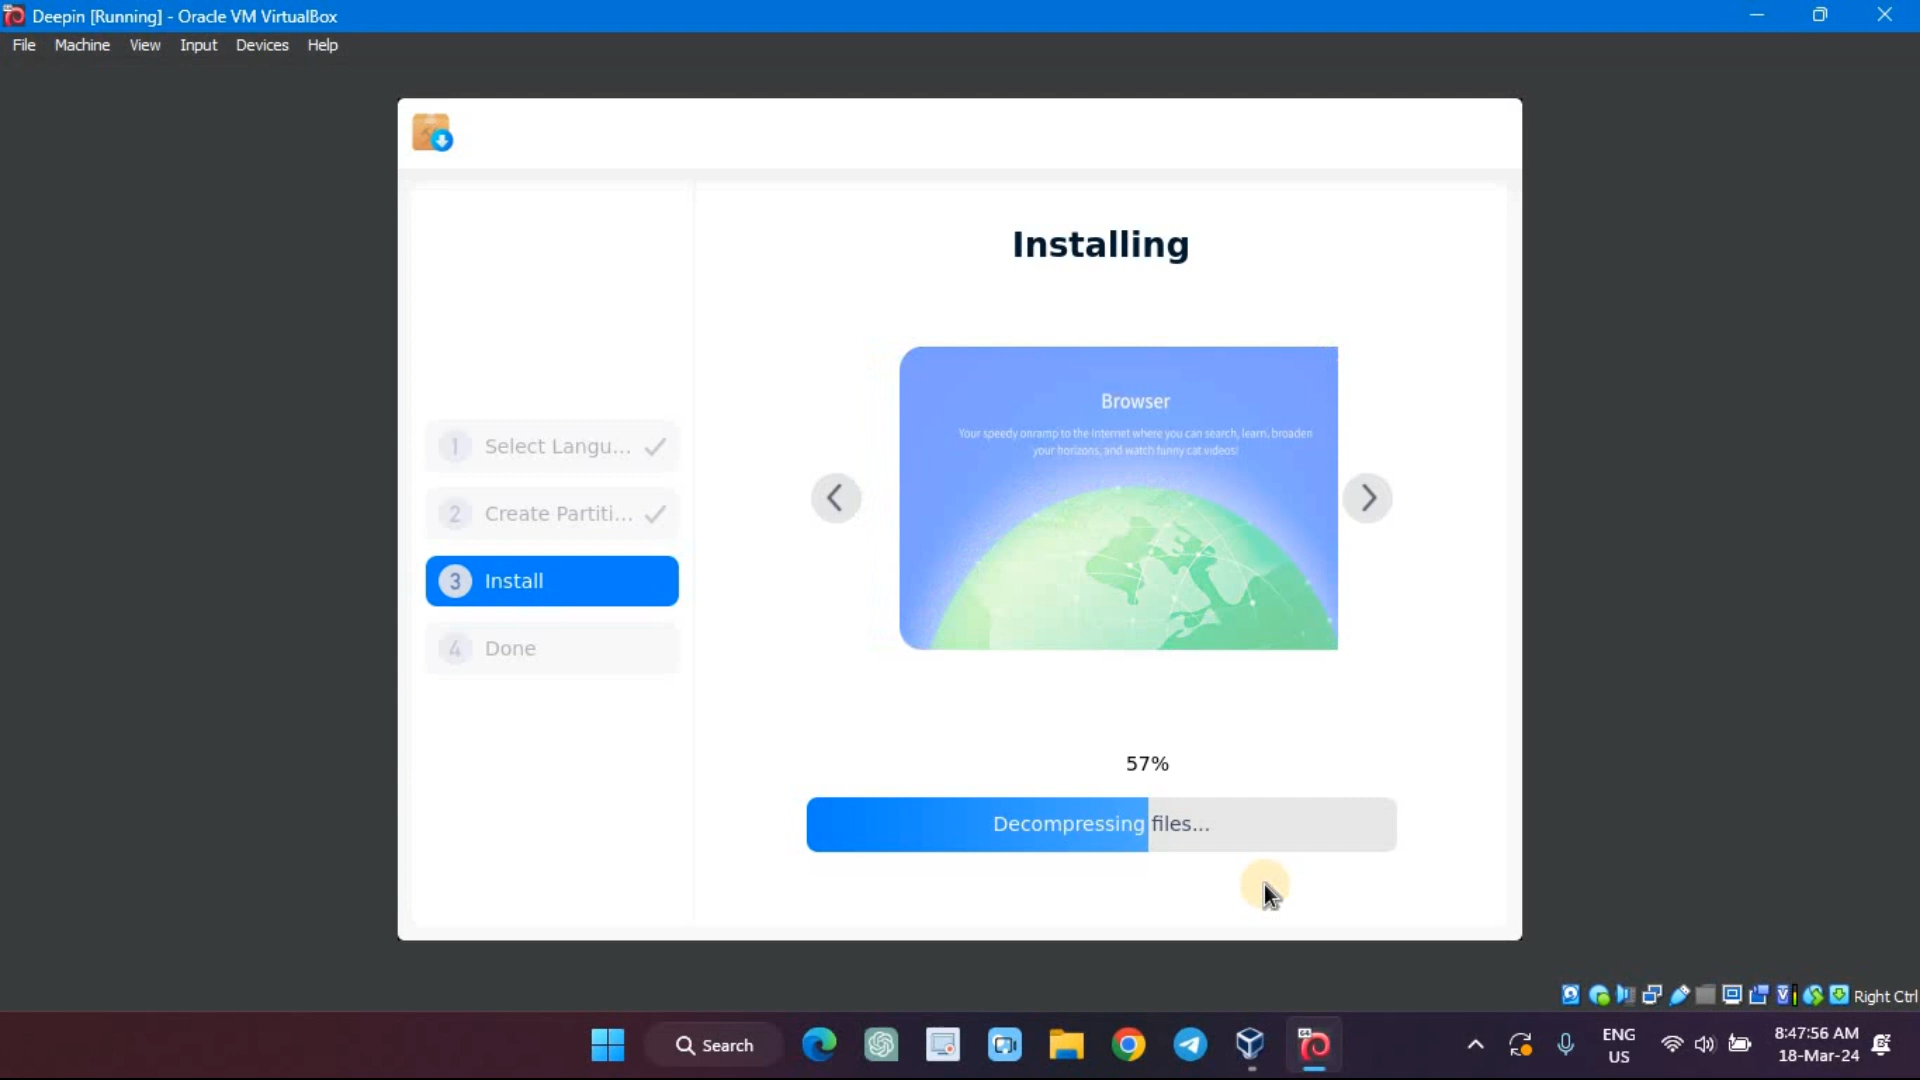 Deepin [Running] - Oracle VM VirtualBox
File Machine View Input Devices Help
Installing
Browser
Your speedy onramp to the Internet where you can search, learn, broaden
your horizons, and watch funny cat videos!
1 Select Langu...
2 Create Partiti...
3 Install
4 Done
57%
Decompressing files...
Right Ctrl
Search
64
ENG
US
8:47:56 AM
18-Mar-24